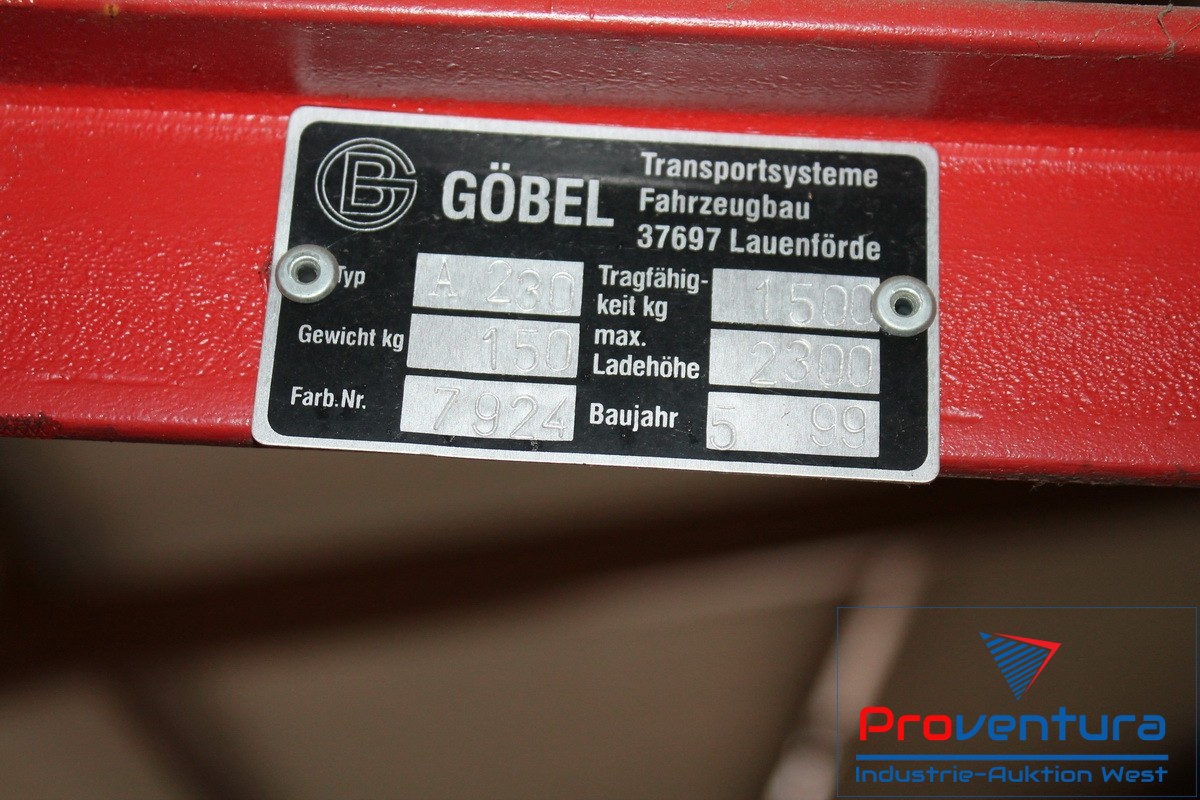 GB GÖBEL
Transportsysteme
Fahrzeugbau
37697 Lauenförde
Typ A 230
Tragfähig-
keit kg 1500
Gewicht kg 150
max.
Ladehöhe 2300
Farb.Nr. 7924
Baujahr 5 99
Proventura
Industrie-Auktion West